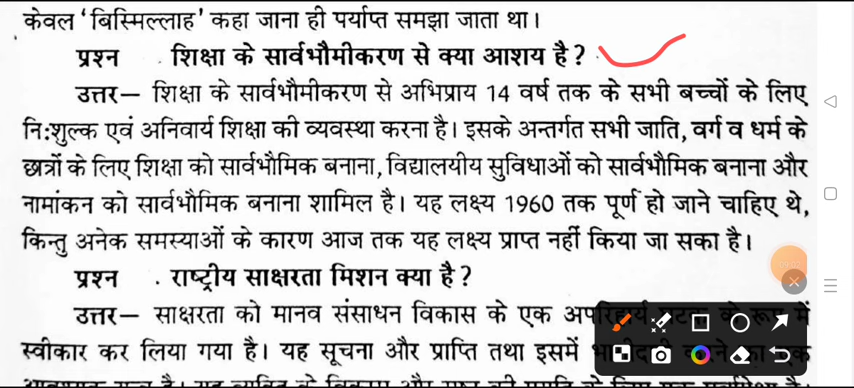 केवल ‘बिस्मिल्लाह’ कहा जाना ही पर्याप्त समझा जाता था।
प्रश्न . शिक्षा के सार्वभौमीकरण से क्या आशय है?
उत्तर— शिक्षा के सार्वभौमीकरण से अभिप्राय 14 वर्ष तक के सभी बच्चों के लिए
नि:शुल्क एवं अनिवार्य शिक्षा की व्यवस्था करना है। इसके अन्तर्गत सभी जाति, वर्ग व धर्म के
छात्रों के लिए शिक्षा को सार्वभौमिक बनाना, विद्यालयीय सुविधाओं को सार्वभौमिक बनाना और
नामांकन को सार्वभौमिक बनाना शामिल है। यह लक्ष्य 1960 तक पूर्ण हो जाने चाहिए थे,
किन्तु अनेक समस्याओं के कारण आज तक यह लक्ष्य प्राप्त नहीं किया जा सका है।
प्रश्न . राष्ट्रीय साक्षरता मिशन क्या है?
उत्तर— साक्षरता को मानव संसाधन विकास के एक में
स्वीकार कर लिया गया है। यह सूचना और प्राप्ति तथा इसमें